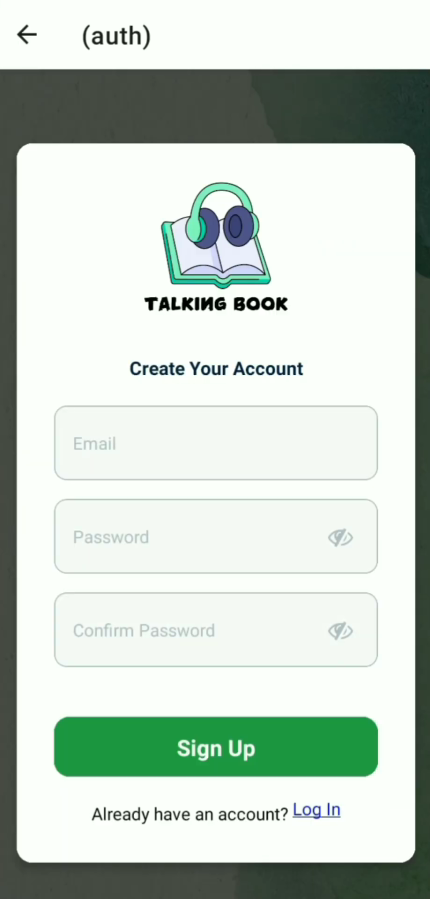 (auth)
TALKING BOOK
Create Your Account
Email
Password
Confirm Password
Sign Up
Already have an account? Log In